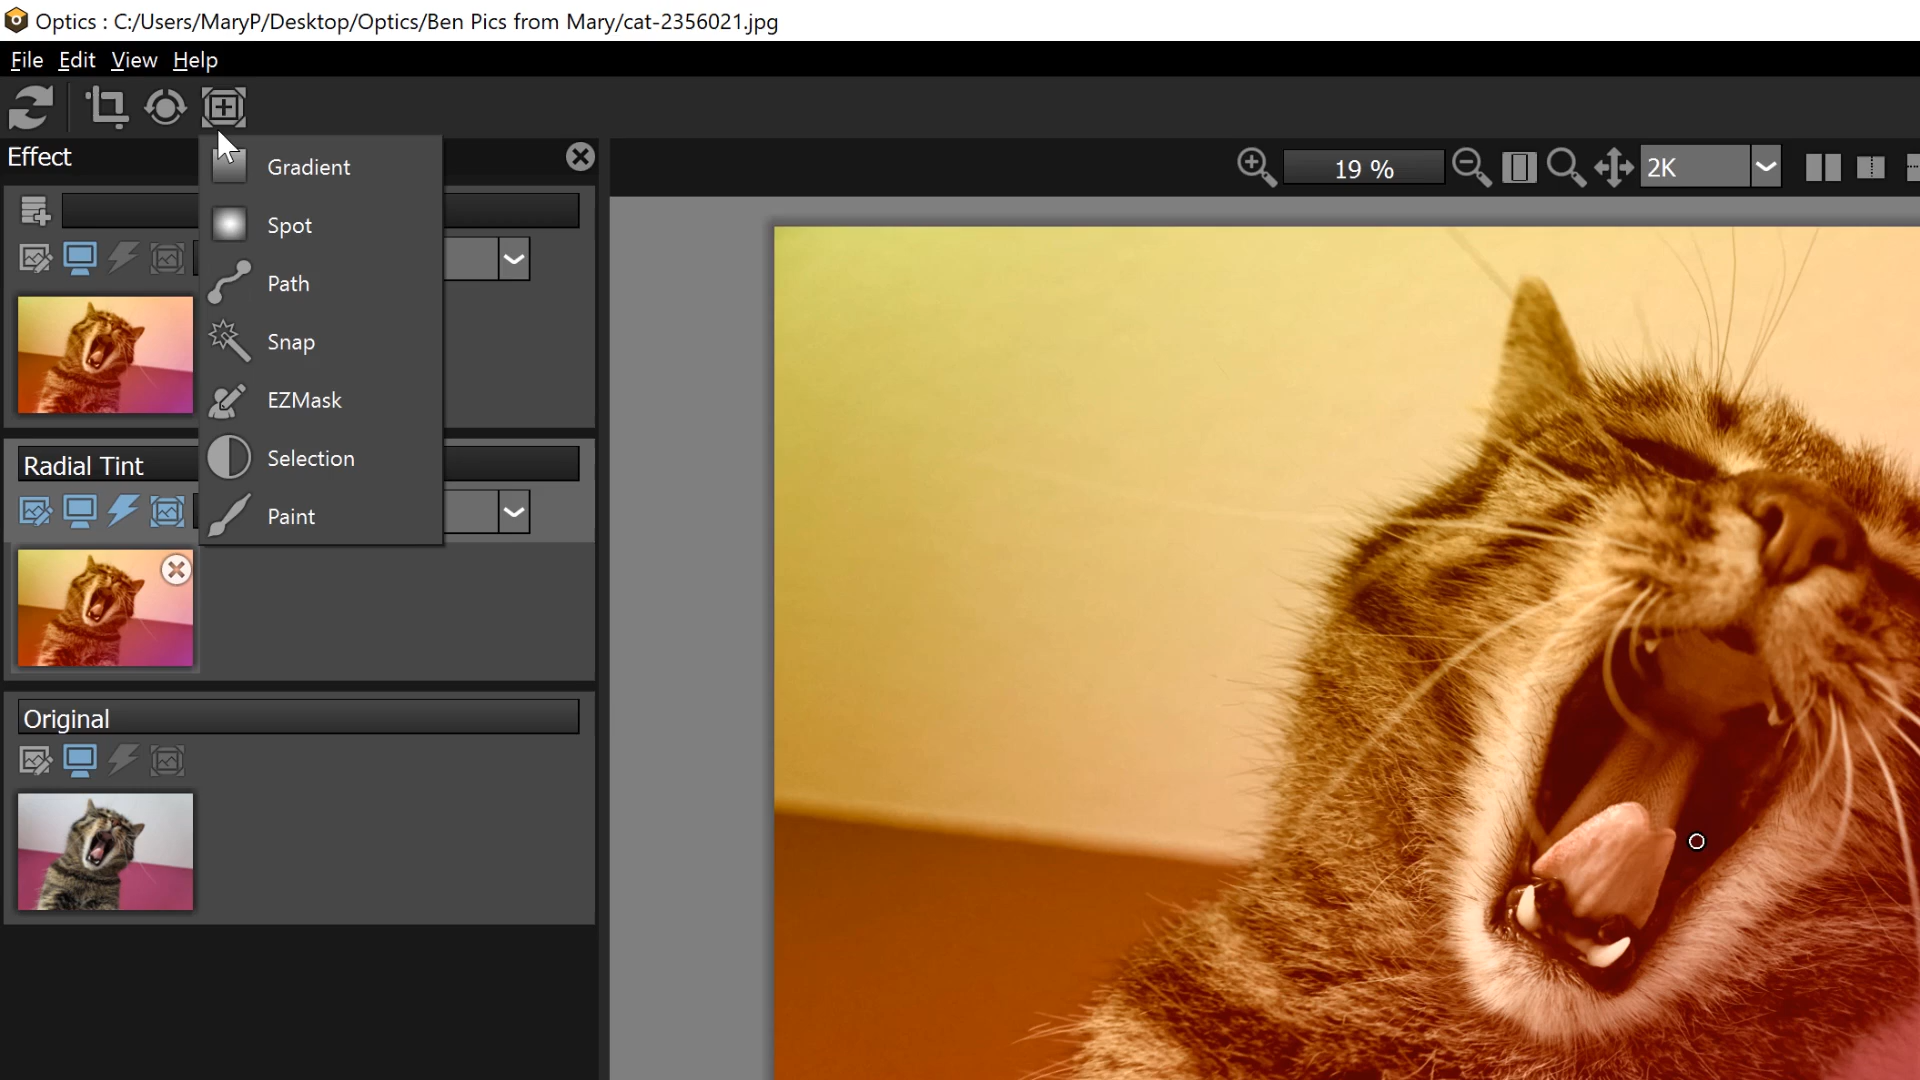 Optics : C:/Users/MaryP/Desktop/Optics/Ben Pics from Mary/cat-2356021.jpg
File Edit View Help
Effect
Gradient
19 %
2K
Spot
Path
Snap
EZMask
Radial Tint
Selection
Paint
Original